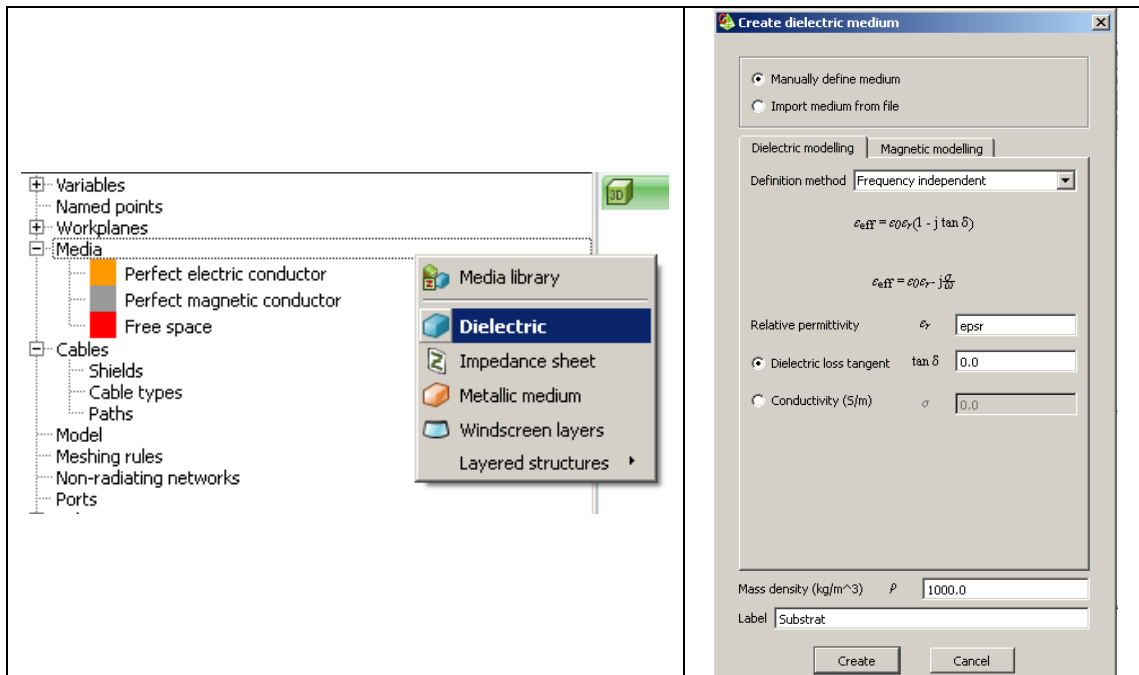 Variables
Named points
Workplanes
Media
Perfect electric conductor
Perfect magnetic conductor
Free space
Cables
Shields
Cable types
Paths
Model
Meshing rules
Non-radiating networks
Ports
3D
Media library
Dielectric
Impedance sheet
Metallic medium
Windscreen layers
Layered structures
Create dielectric medium
Manually define medium
Import medium from file
Dielectric modelling Magnetic modelling
Definition method Frequency independent
εeff = ε0εr(1 - j tan δ)
εeff = ε0εr- j σ/ω
Relative permittivity εr epsr
Dielectric loss tangent tan δ 0.0
Conductivity (S/m) σ 0.0
Mass density (kg/m^3) ρ 1000.0
Label Substrat
Create Cancel